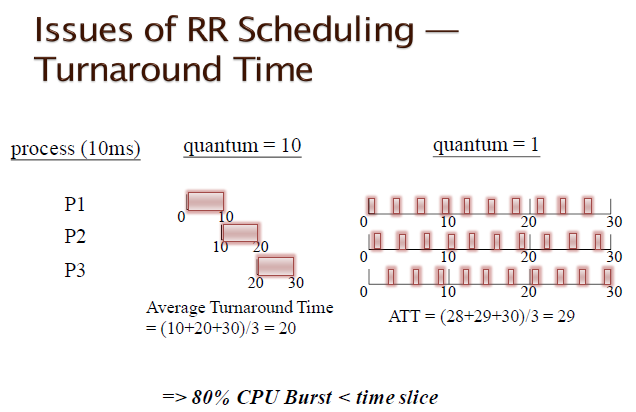 Issues of RR Scheduling —
Turnaround Time
process (10ms) quantum = 10 quantum = 1
P1
0 10 0 10 20 30
P2
10 20 0 10 20 30
P3
20 30 0 10 20 30
Average Turnaround Time
= (10+20+30)/3 = 20
ATT = (28+29+30)/3 = 29
=> 80% CPU Burst < time slice